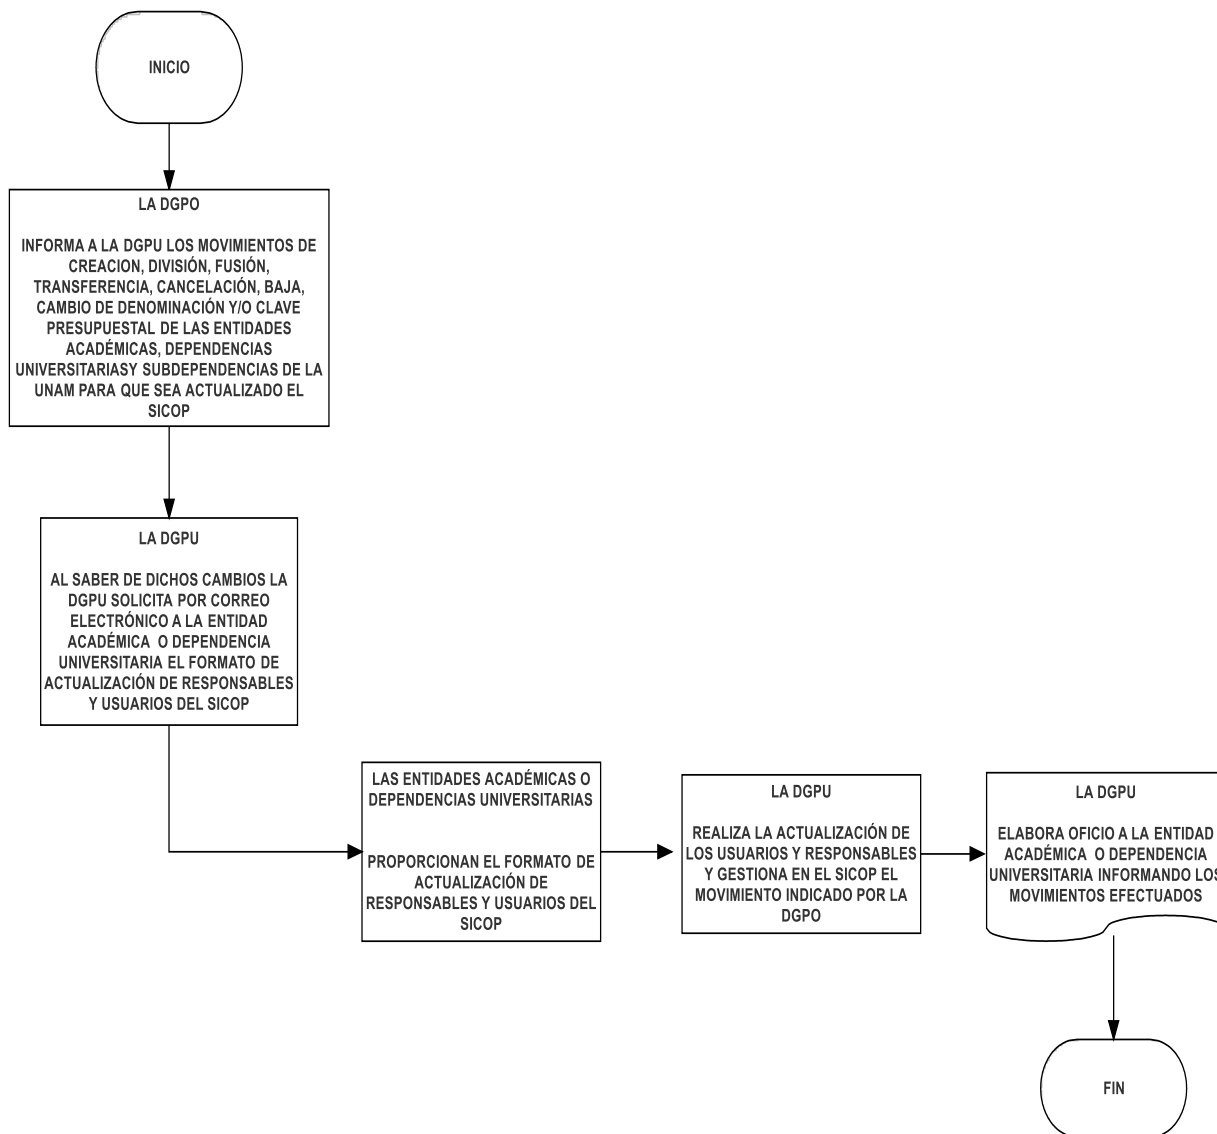 INICIO
LA DGPO
INFORMA A LA DGPU LOS MOVIMIENTOS DE
CREACION, DIVISIÓN, FUSIÓN,
TRANSFERENCIA, CANCELACIÓN, BAJA,
CAMBIO DE DENOMINACIÓN Y/O CLAVE
PRESUPUESTAL DE LAS ENTIDADES
ACADÉMICAS, DEPENDENCIAS
UNIVERSITARIASY SUBDEPENDENCIAS DE LA
UNAM PARA QUE SEA ACTUALIZADO EL
SICOP
LA DGPU
AL SABER DE DICHOS CAMBIOS LA
DGPU SOLICITA POR CORREO
ELECTRÓNICO A LA ENTIDAD
ACADÉMICA O DEPENDENCIA
UNIVERSITARIA EL FORMATO DE
ACTUALIZACIÓN DE RESPONSABLES
Y USUARIOS DEL SICOP
LAS ENTIDADES ACADÉMICAS O
DEPENDENCIAS UNIVERSITARIAS
PROPORCIONAN EL FORMATO DE
ACTUALIZACIÓN DE
RESPONSABLES Y USUARIOS DEL
SICOP
LA DGPU
REALIZA LA ACTUALIZACIÓN DE
LOS USUARIOS Y RESPONSABLES
Y GESTIONA EN EL SICOP EL
MOVIMIENTO INDICADO POR LA
DGPO
LA DGPU
ELABORA OFICIO A LA ENTIDAD
ACADÉMICA O DEPENDENCIA
UNIVERSITARIA INFORMANDO LOS
MOVIMIENTOS EFECTUADOS
FIN